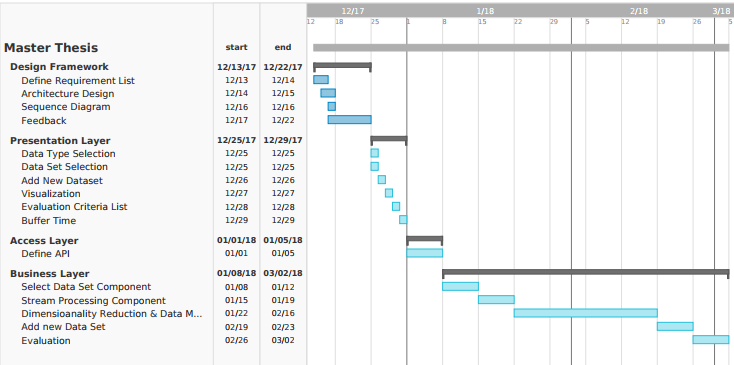 12/17 1/18 2/18 3/18
12 18 25 1 8 15 22 29 5 12 19 26 5
Master Thesis start end
Design Framework 12/13/17 12/22/17
Define Requirement List 12/13 12/14
Architecture Design 12/14 12/15
Sequence Diagram 12/16 12/16
Feedback 12/17 12/22
Presentation Layer 12/25/17 12/29/17
Data Type Selection 12/25 12/25
Data Set Selection 12/25 12/25
Add New Dataset 12/26 12/26
Visualization 12/27 12/27
Evaluation Criteria List 12/28 12/28
Buffer Time 12/29 12/29
Access Layer 01/01/18 01/05/18
Define API 01/01 01/05
Business Layer 01/08/18 03/02/18
Select Data Set Component 01/08 01/12
Stream Processing Component 01/15 01/19
Dimensioanality Reduction & Data M... 01/22 02/16
Add new Data Set 02/19 02/23
Evaluation 02/26 03/02